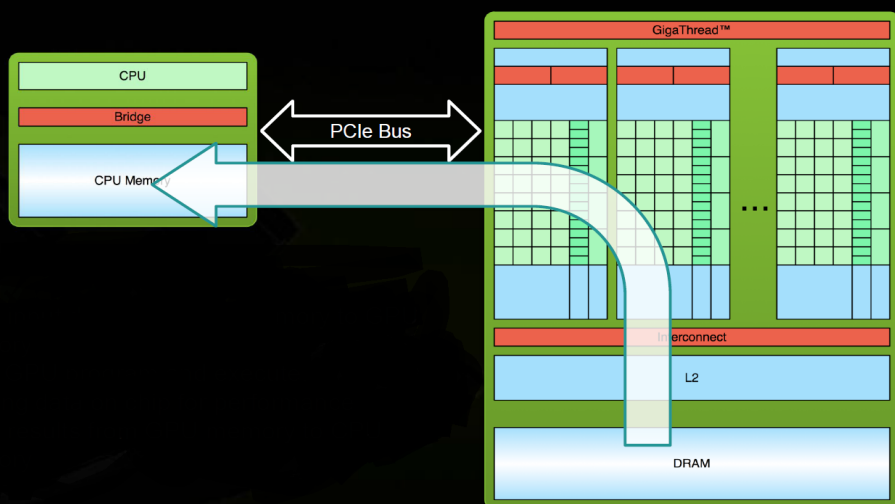 GigaThread™
CPU
Bridge
PCIe Bus
CPU Memory
...
Interconnect
L2
DRAM